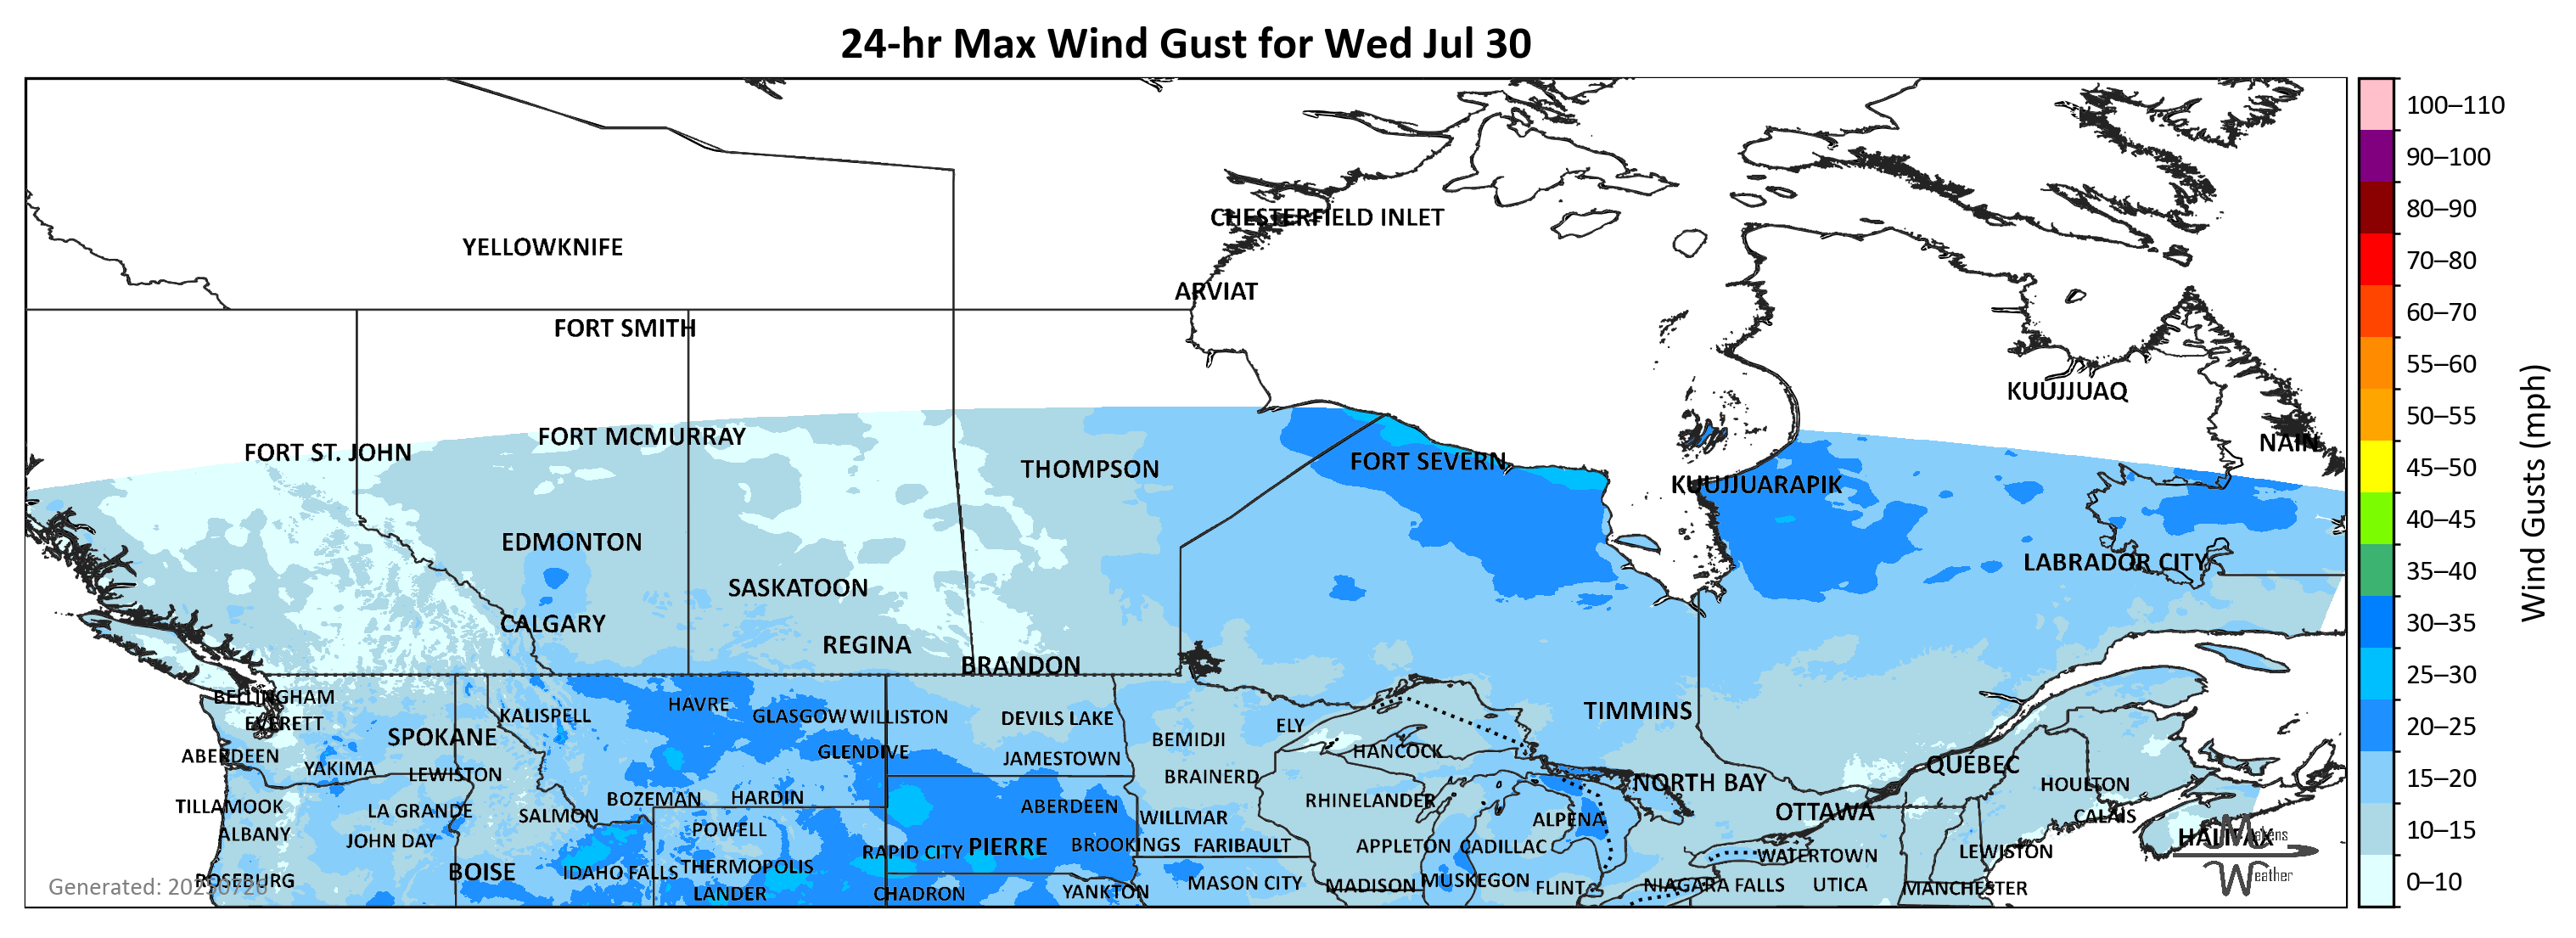 24-hr Max Wind Gust for Wed Jul 30
100–110
90–100
80–90
70–80
60–70
55–60
50–55
45–50
40–45
35–40
30–35
25–30
20–25
15–20
10–15
0–10
Wind Gusts (mph)
CHESTERFIELD INLET
YELLOWKNIFE
ARVIAT
FORT SMITH
KUUJJUAQ
FORT MCMURRAY
NAIN
FORT ST. JOHN
FORT SEVERN
THOMPSON
KUUJJUARAPIK
EDMONTON
LABRADOR CITY
SASKATOON
CALGARY
REGINA
BRANDON
BELLINGHAM
HAVRE
TIMMINS
KALISPELL
GLASGOW
WILLISTON
DEVILS LAKE
EVERETT
ELY
SPOKANE
BEMIDJI
GLENDIVE
HANCOCK
ABERDEEN
JAMESTOWN
QUÉBEC
YAKIMA
LEWISTON
BRAINERD
NORTH BAY
HOULTON
BOZEMAN
HARDIN
RHINELANDER
TILLAMOOK
ABERDEEN
LA GRANDE
OTTAWA
SALMON
CALAIS
WILLMAR
ALPENA
POWELL
ALBANY
HALIFAX
JOHN DAY
BROOKINGS
FARIBAULT
PIERRE
APPLETON
CADILLAC
RAPID CITY
LEWISTON
WATERTOWN
THERMOPOLIS
BOISE
IDAHO FALLS
ROSEBURG
MUSKEGON
MASON CITY
MADISON
NIAGARA FALLS
UTICA
FLINT
MANCHESTER
YANKTON
LANDER
CHADRON
Generated:
Weather